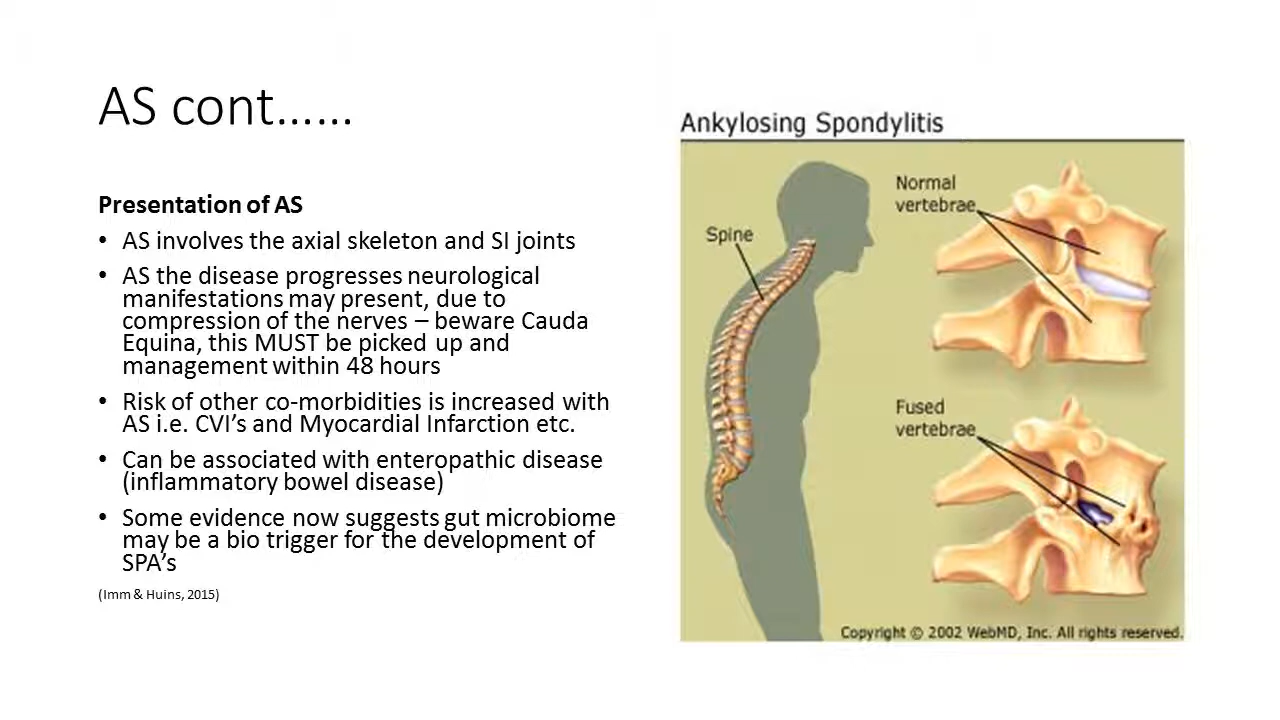 AS cont……
Presentation of AS
• AS involves the axial skeleton and SI joints
• AS the disease progresses neurological
manifestations may present, due to
compression of the nerves – beware Cauda
Equina, this MUST be picked up and
management within 48 hours
• Risk of other co-morbidities is increased with
AS i.e. CVI’s and Myocardial Infarction etc.
• Can be associated with enteropathic disease
(inflammatory bowel disease)
• Some evidence now suggests gut microbiome
may be a bio trigger for the development of
SPA’s
(Imm & Huins, 2015)
Ankylosing Spondylitis
Spine
Normal
vertebrae
Fused
vertebrae
Copyright © 2002 WebMD, Inc. All rights reserved.